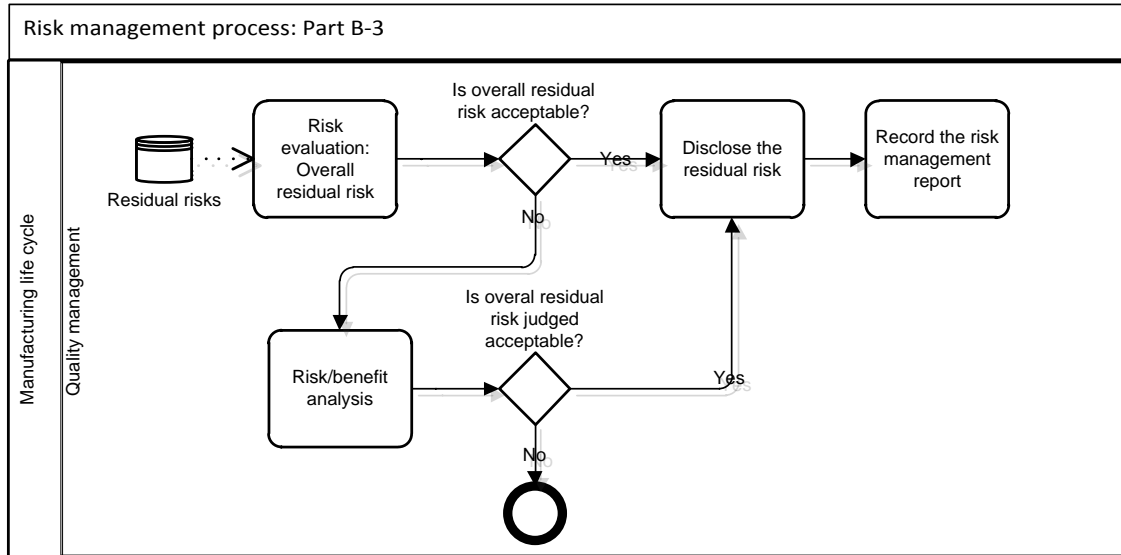 Risk management process: Part B-3
Manufacturing life cycle
Quality management
Residual risks
Risk
evaluation:
Overall
residual risk
Is overall residual
risk acceptable?
Yes
No
Disclose the
residual risk
Record the risk
management
report
Risk/benefit
analysis
Is overal residual
risk judged
acceptable?
Yes
No